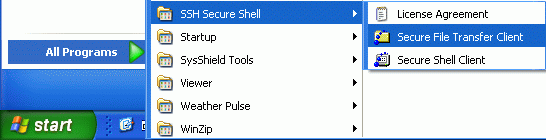 SSH Secure Shell
Startup
SysShield Tools
Viewer
Weather Pulse
WinZip
License Agreement
Secure File Transfer Client
Secure Shell Client
All Programs
start